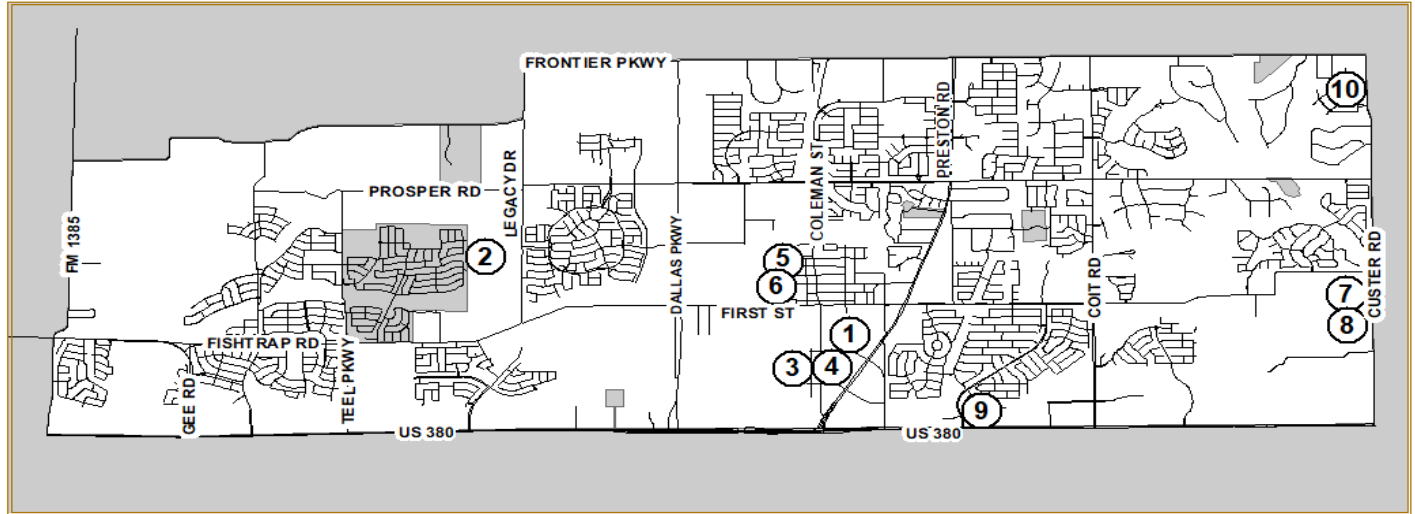 FRONTIER PKWY
10
PRESTON RD
COLEMAN ST
LEGACY DR
PROSPER RD
FM 1385
2
5
6
DALLAS PKWY
FIRST ST
COIT RD
CUSTER RD
7
8
1
FISHTRAP RD
3
4
TEEL PKWY
GEE RD
9
US 380
US 380